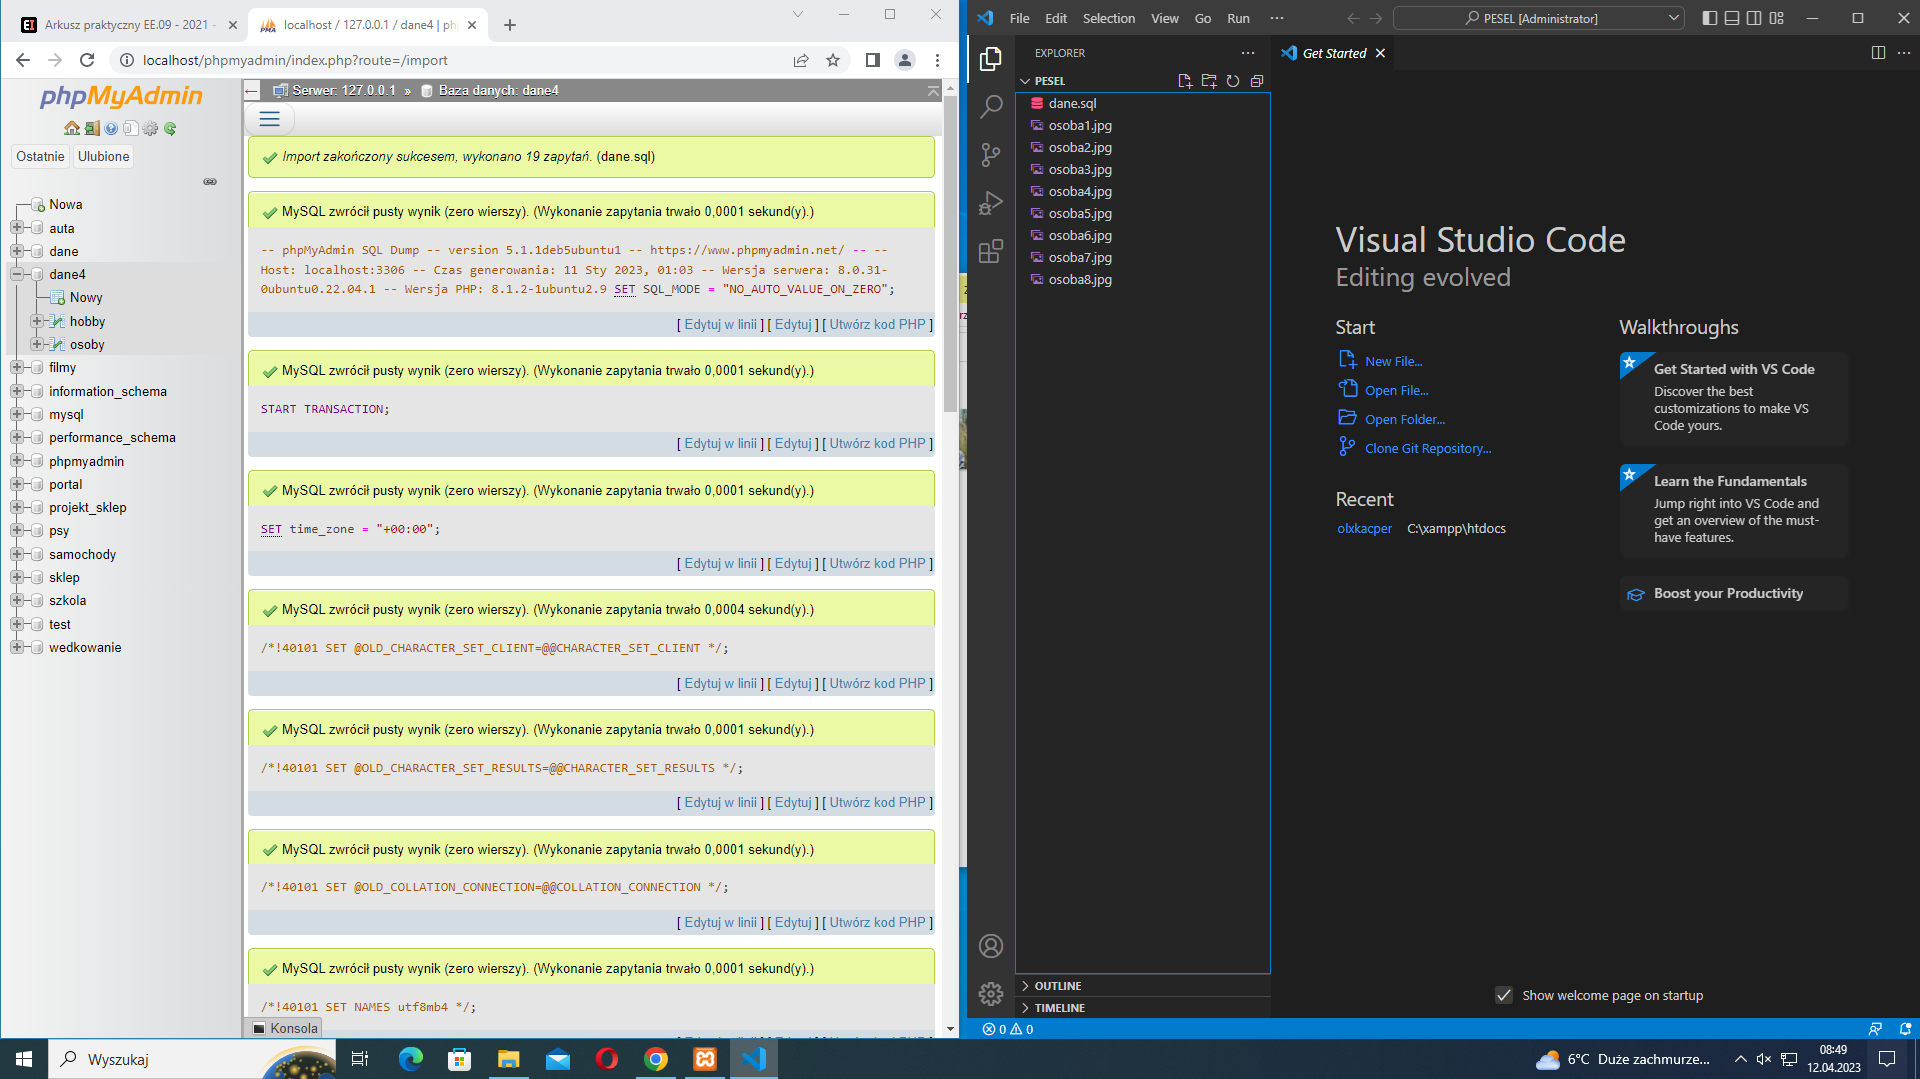 Arkusz praktyczny EE.09 - 2021 -
localhost / 127.0.0.1 / dane4 | ph
localhost/phpmyadmin/index.php?route=/import
phpMyAdmin
Ostatnie
Ulubione
Nowa
auta
dane
dane4
Nowy
hobby
osoby
filmy
information_schema
mysql
performance_schema
phpmyadmin
portal
projekt_sklep
psy
samochody
sklep
szkola
test
wedkowanie
Serwer: 127.0.0.1 » Baza danych: dane4
Import zakończony sukcesem, wykonano 19 zapytań. (dane.sql)
MySQL zwrócił pusty wynik (zero wierszy). (Wykonanie zapytania trwało 0,0001 sekund(y).)
-- phpMyAdmin SQL Dump -- version 5.1.1deb5ubuntu1 -- https://www.phpmyadmin.net/ -- --
Host: localhost:3306 -- Czas generowania: 11 Sty 2023, 01:03 -- Wersja serwera: 8.0.31-
0ubuntu0.22.04.1 -- Wersja PHP: 8.1.2-1ubuntu2.9 SET SQL_MODE = "NO_AUTO_VALUE_ON_ZERO";
[ Edytuj w linii ] [ Edytuj ] [ Utwórz kod PHP ]
MySQL zwrócił pusty wynik (zero wierszy). (Wykonanie zapytania trwało 0,0001 sekund(y).)
START TRANSACTION;
[ Edytuj w linii ] [ Edytuj ] [ Utwórz kod PHP ]
MySQL zwrócił pusty wynik (zero wierszy). (Wykonanie zapytania trwało 0,0001 sekund(y).)
SET time_zone = "+00:00";
[ Edytuj w linii ] [ Edytuj ] [ Utwórz kod PHP ]
MySQL zwrócił pusty wynik (zero wierszy). (Wykonanie zapytania trwało 0,0004 sekund(y).)
/*!40101 SET @OLD_CHARACTER_SET_CLIENT=@@CHARACTER_SET_CLIENT */;
[ Edytuj w linii ] [ Edytuj ] [ Utwórz kod PHP ]
MySQL zwrócił pusty wynik (zero wierszy). (Wykonanie zapytania trwało 0,0001 sekund(y).)
/*!40101 SET @OLD_CHARACTER_SET_RESULTS=@@CHARACTER_SET_RESULTS */;
[ Edytuj w linii ] [ Edytuj ] [ Utwórz kod PHP ]
MySQL zwrócił pusty wynik (zero wierszy). (Wykonanie zapytania trwało 0,0001 sekund(y).)
/*!40101 SET @OLD_COLLATION_CONNECTION=@@COLLATION_CONNECTION */;
[ Edytuj w linii ] [ Edytuj ] [ Utwórz kod PHP ]
MySQL zwrócił pusty wynik (zero wierszy). (Wykonanie zapytania trwało 0,0001 sekund(y).)
/*!40101 SET NAMES utf8mb4 */;
Konsola
File Edit Selection View Go Run ···
PESEL [Administrator]
EXPLORER
PESEL
dane.sql
osoba1.jpg
osoba2.jpg
osoba3.jpg
osoba4.jpg
osoba5.jpg
osoba6.jpg
osoba7.jpg
osoba8.jpg
OUTLINE
TIMELINE
0 0
Get Started
Visual Studio Code
Editing evolved
Start
New File...
Open File...
Open Folder...
Clone Git Repository...
Recent
olxkacper C:\xampp\htdocs
Walkthroughs
Get Started with VS Code
Discover the best
customizations to make VS
Code yours.
Learn the Fundamentals
Jump right into VS Code and
get an overview of the must-
have features.
Boost your Productivity
Show welcome page on startup
Wyszukaj
6°C Duże zachmurze...
08:49
12.04.2023